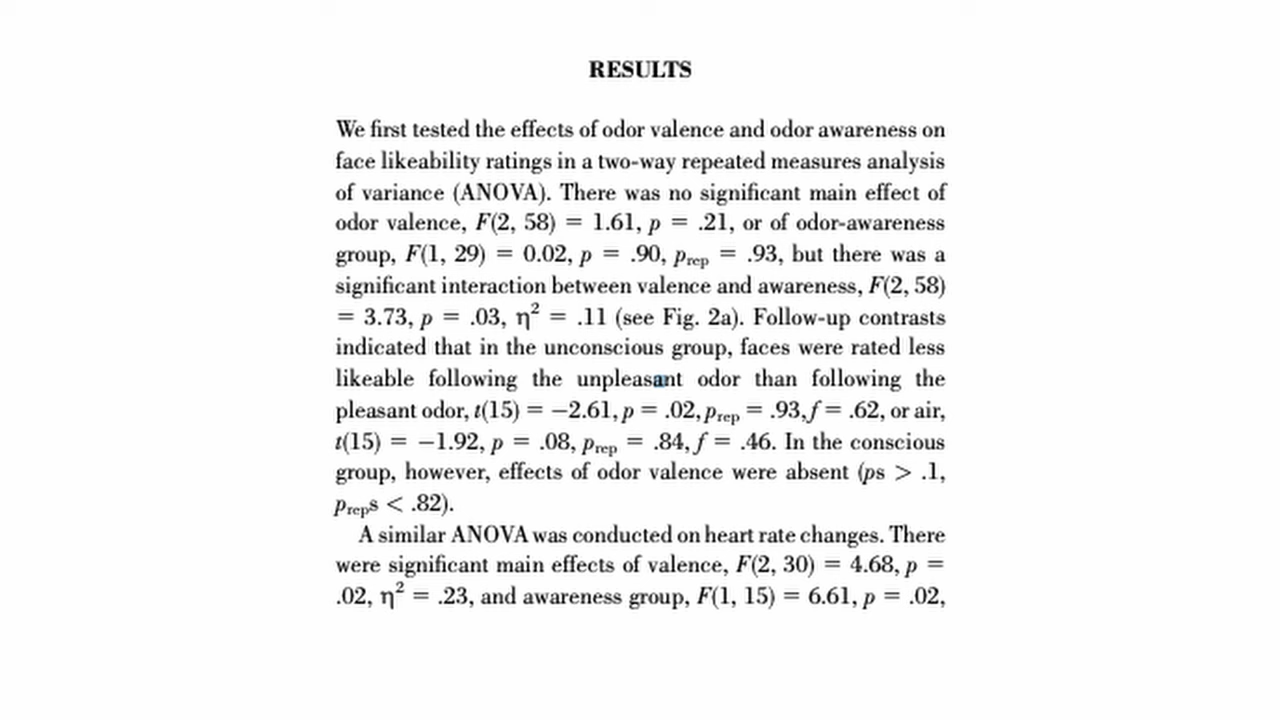 RESULTS
We first tested the effects of odor valence and odor awareness on
face likeability ratings in a two-way repeated measures analysis
of variance (ANOVA). There was no significant main effect of
odor valence, F(2, 58) = 1.61, p = .21, or of odor-awareness
group, F(1, 29) = 0.02, p = .90, prep = .93, but there was a
significant interaction between valence and awareness, F(2, 58)
= 3.73, p = .03, η² = .11 (see Fig. 2a). Follow-up contrasts
indicated that in the unconscious group, faces were rated less
likeable following the unpleasant odor than following the
pleasant odor, t(15) = −2.61, p = .02, prep = .93, f = .62, or air,
t(15) = −1.92, p = .08, prep = .84, f = .46. In the conscious
group, however, effects of odor valence were absent (ps > .1,
preps < .82).
A similar ANOVA was conducted on heart rate changes. There
were significant main effects of valence, F(2, 30) = 4.68, p =
.02, η² = .23, and awareness group, F(1, 15) = 6.61, p = .02,